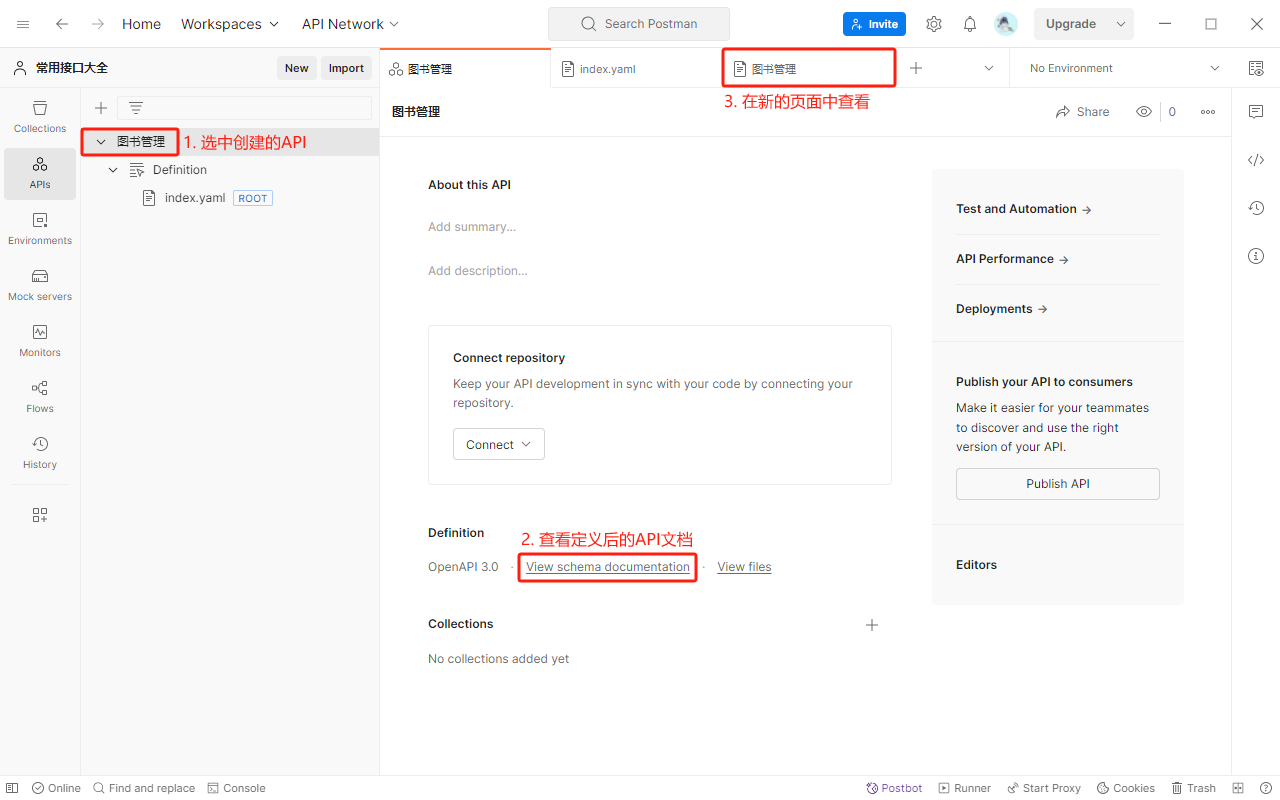 Home
Workspaces
API Network
Search Postman
Invite
Upgrade
常用接口大全
New
Import
图书管理
index.yaml
图书管理
No Environment
3. 在新的页面中查看
Collections
APIs
Environments
Mock servers
Monitors
Flows
History
图书管理
1. 选中创建的API
Definition
index.yaml
ROOT
图书管理
Share
0
About this API
Add summary...
Add description...
Connect repository
Keep your API development in sync with your code by connecting your
repository.
Connect
Definition
2. 查看定义后的API文档
OpenAPI 3.0 · View schema documentation · View files
Collections
No collections added yet
Test and Automation →
API Performance →
Deployments →
Publish your API to consumers
Make it easier for your teammates
to discover and use the right
version of your API.
Publish API
Editors
Online
Find and replace
Console
Postbot
Runner
Start Proxy
Cookies
Trash